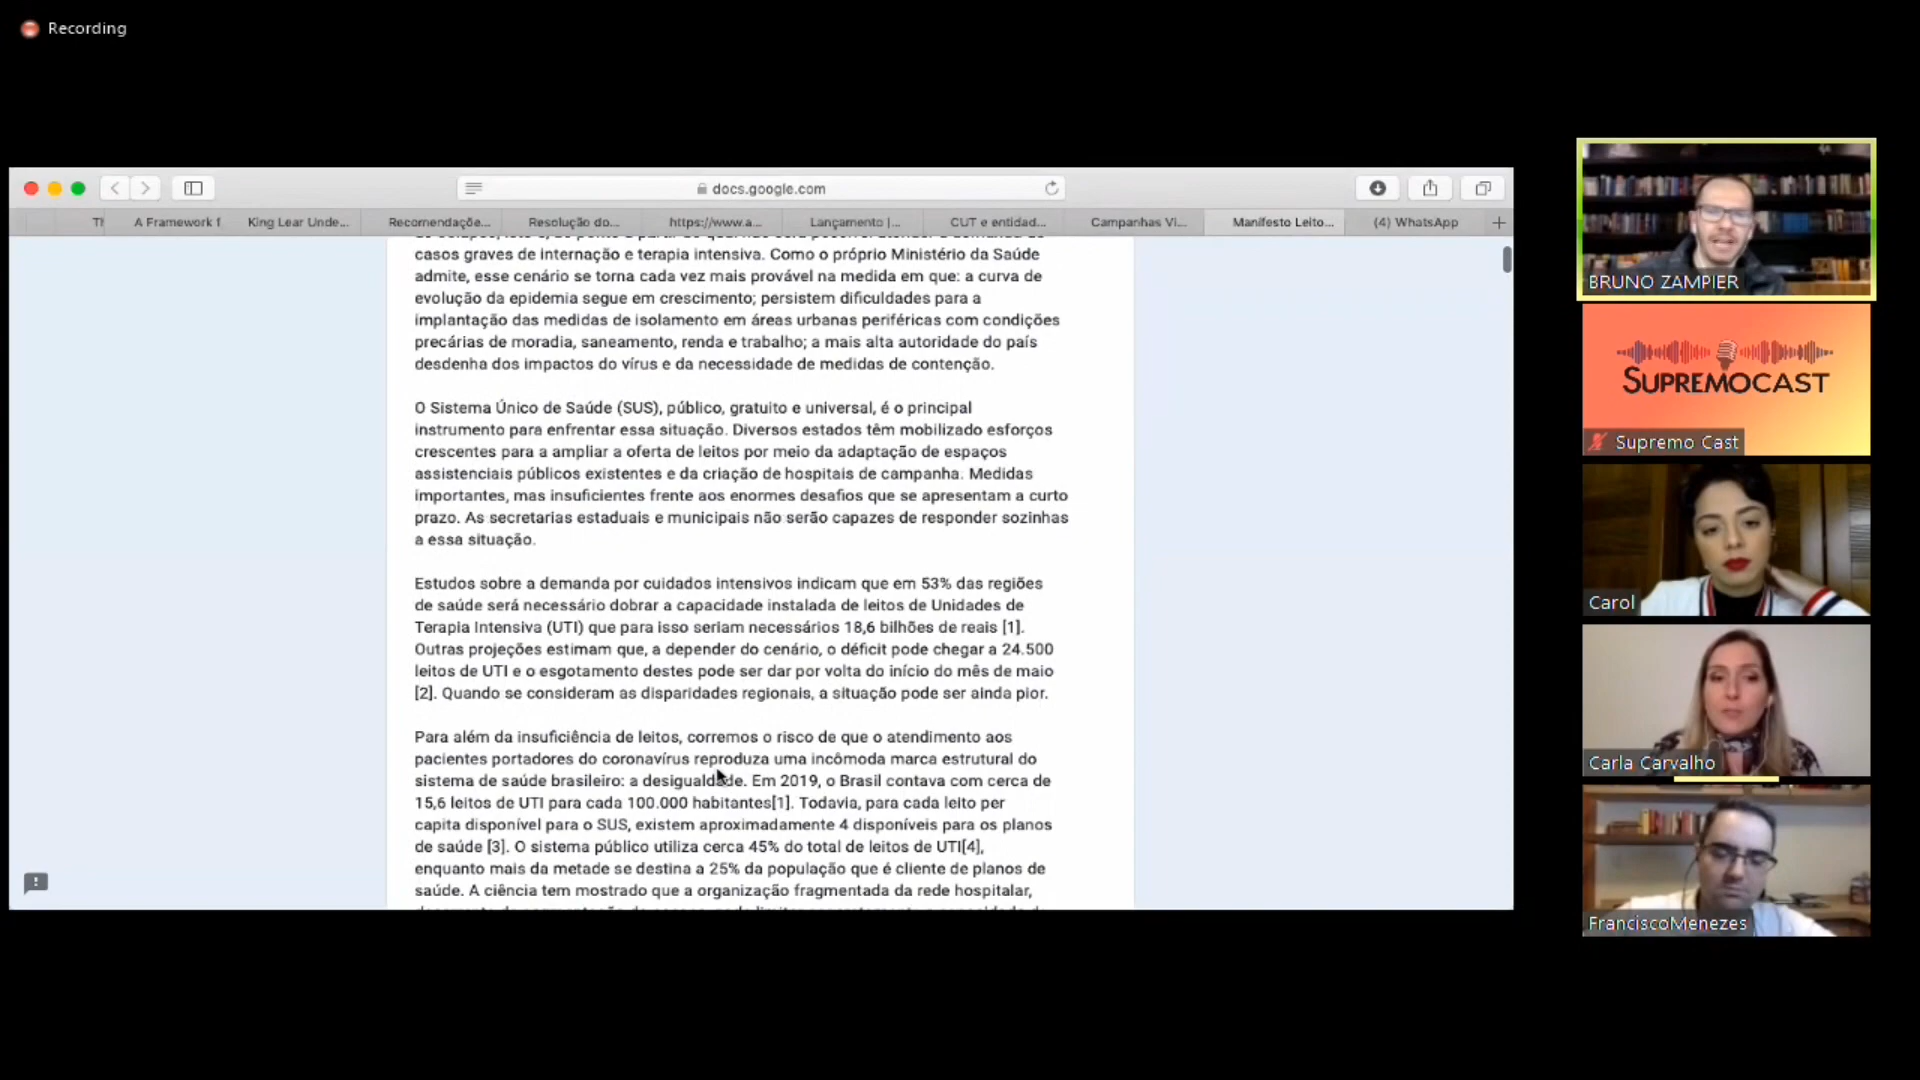 Recording
docs.google.com
Th
A Framework f
King Lear Unde...
Recomendaçõe...
Resolução do...
https://www.a...
Lançamento |...
CUT e entidad...
Campanhas Vi...
Manifesto Leito...
(4) WhatsApp
casos graves de internação e terapia intensiva. Como o próprio Ministério da Saúde
admite, esse cenário se torna cada vez mais provável na medida em que: a curva de
evolução da epidemia segue em crescimento; persistem dificuldades para a
implantação das medidas de isolamento em áreas urbanas periféricas com condições
precárias de moradia, saneamento, renda e trabalho; a mais alta autoridade do país
desdenha dos impactos do vírus e da necessidade de medidas de contenção.
O Sistema Único de Saúde (SUS), público, gratuito e universal, é o principal
instrumento para enfrentar essa situação. Diversos estados têm mobilizado esforços
crescentes para a ampliar a oferta de leitos por meio da adaptação de espaços
assistenciais públicos existentes e da criação de hospitais de campanha. Medidas
importantes, mas insuficientes frente aos enormes desafios que se apresentam a curto
prazo. As secretarias estaduais e municipais não serão capazes de responder sozinhas
a essa situação.
Estudos sobre a demanda por cuidados intensivos indicam que em 53% das regiões
de saúde será necessário dobrar a capacidade instalada de leitos de Unidades de
Terapia Intensiva (UTI) que para isso seriam necessários 18,6 bilhões de reais [1].
Outras projeções estimam que, a depender do cenário, o déficit pode chegar a 24.500
leitos de UTI e o esgotamento destes pode ser dar por volta do início do mês de maio
[2]. Quando se consideram as disparidades regionais, a situação pode ser ainda pior.
Para além da insuficiência de leitos, corremos o risco de que o atendimento aos
pacientes portadores do coronavírus reproduza uma incômoda marca estrutural do
sistema de saúde brasileiro: a desigualdade. Em 2019, o Brasil contava com cerca de
15,6 leitos de UTI para cada 100.000 habitantes[1]. Todavia, para cada leito per
capita disponível para o SUS, existem aproximadamente 4 disponíveis para os planos
de saúde [3]. O sistema público utiliza cerca 45% do total de leitos de UTI[4],
enquanto mais da metade se destina a 25% da população que é cliente de planos de
saúde. A ciência tem mostrado que a organização fragmentada da rede hospitalar,
BRUNO ZAMPIER
SUPREMOCAST
Supremo Cast
Carol
Carla Carvalho
FranciscoMenezes